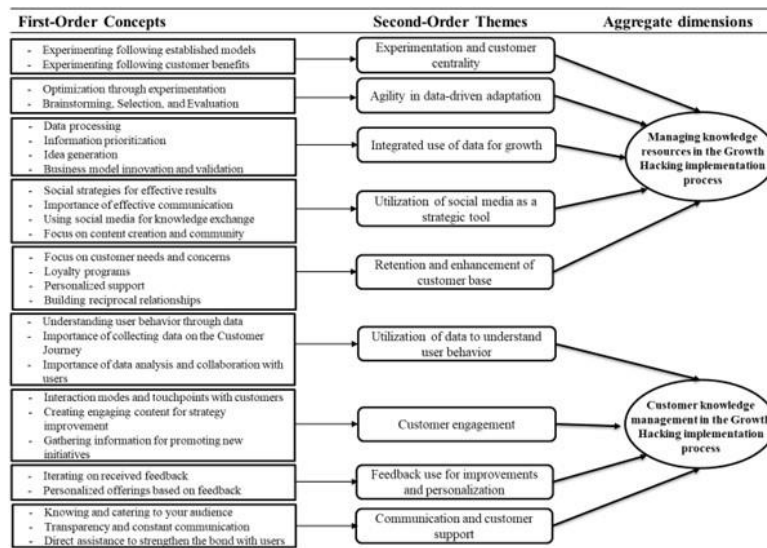 First-Order Concepts
Second-Order Themes
Aggregate dimensions
- Experimenting following established models
- Experimenting following customer benefits
Experimentation and customer
centrality
- Optimization through experimentation
- Brainstorming, Selection, and Evaluation
Agility in data-driven adaptation
- Data processing
- Information prioritization
- Idea generation
- Business model innovation and validation
Integrated use of data for growth
Managing knowledge
resources in the Growth
Hacking implementation
process
- Social strategies for effective results
- Importance of effective communication
- Using social media for knowledge exchange
- Focus on content creation and community
Utilization of social media as a
strategic tool
- Focus on customer needs and concerns
- Loyalty programs
- Personalized support
- Building reciprocal relationships
Retention and enhancement of
customer base
- Understanding user behavior through data
- Importance of collecting data on the Customer
Journey
- Importance of data analysis and collaboration with
users
Utilization of data to understand
user behavior
- Interaction modes and touchpoints with customers
- Creating engaging content for strategy
improvement
- Gathering information for promoting new
initiatives
Customer engagement
Customer knowledge
management in the Growth
Hacking implementation
process
- Iterating on received feedback
- Personalized offerings based on feedback
Feedback use for improvements
and personalization
- Knowing and catering to your audience
- Transparency and constant communication
- Direct assistance to strengthen the bond with users
Communication and customer
support